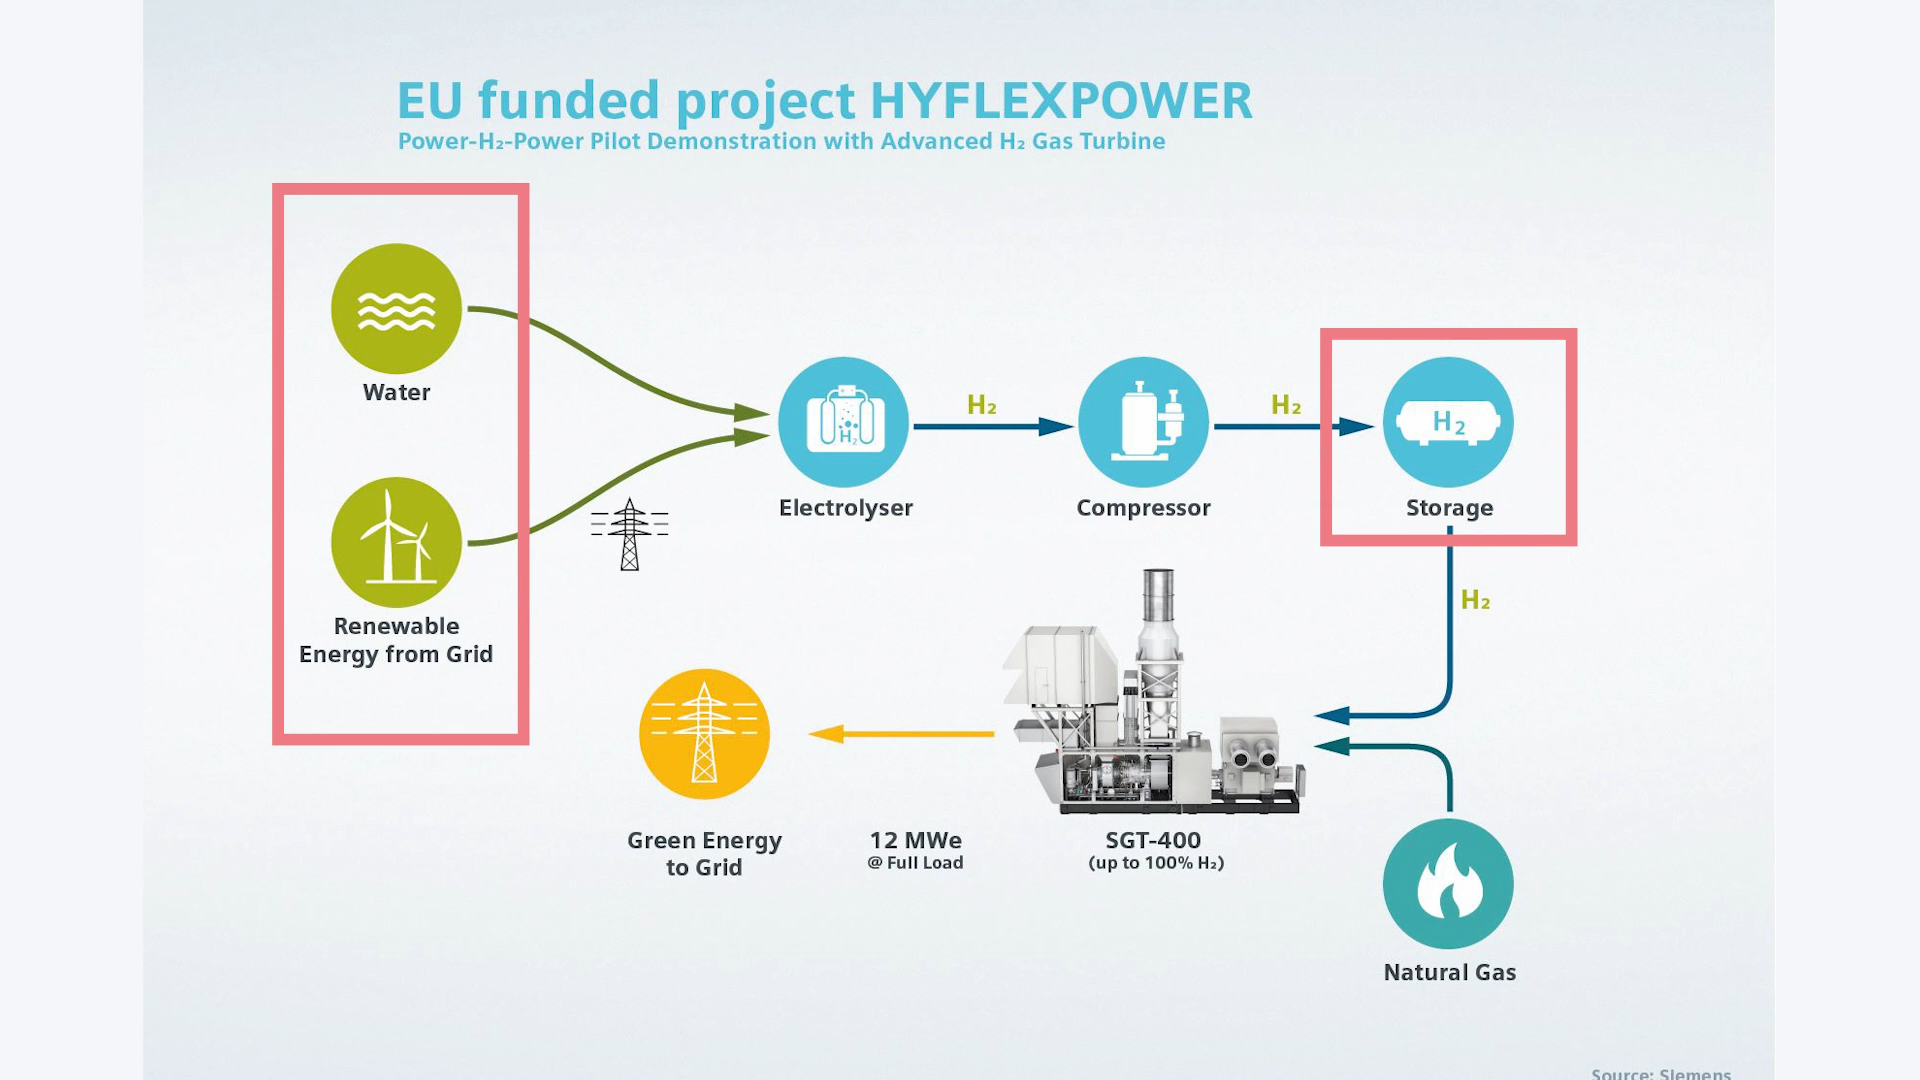 EU funded project HYFLEXPOWER
Power-H₂-Power Pilot Demonstration with Advanced H₂ Gas Turbine
Water
Renewable
Energy from Grid
H₂
Electrolyser
H₂
Compressor
H₂
H₂
Storage
H₂
Green Energy
to Grid
12 MWe
@ Full Load
SGT-400
(up to 100% H₂)
Natural Gas
Source: Siemens